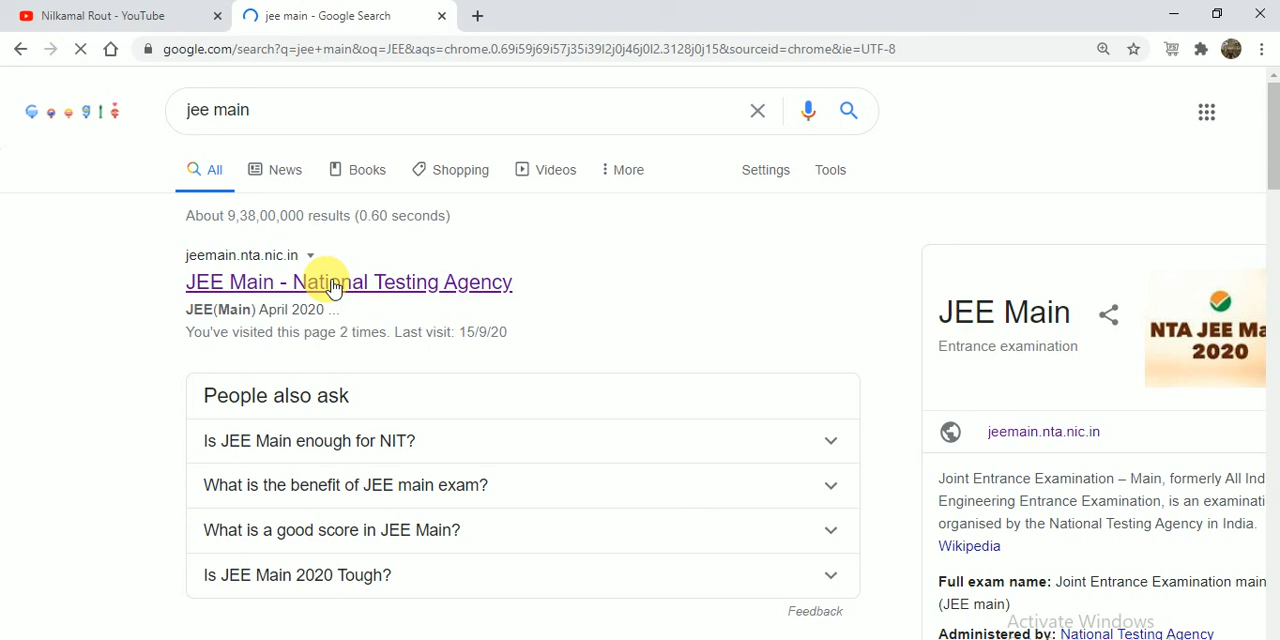 Nilkamal Rout - YouTube
jee main - Google Search
google.com/search?q=jee+main&oq=JEE&aqs=chrome.0.69i59j69i57j35i39l2j0j46j0l2.3128j0j15&sourceid=chrome&ie=UTF-8
Google
jee main
All
News
Books
Shopping
Videos
More
Settings
Tools
About 9,38,00,000 results (0.60 seconds)
jeemain.nta.nic.in
JEE Main - National Testing Agency
JEE(Main) April 2020 ...
You've visited this page 2 times. Last visit: 15/9/20
People also ask
Is JEE Main enough for NIT?
What is the benefit of JEE main exam?
What is a good score in JEE Main?
Is JEE Main 2020 Tough?
Feedback
JEE Main
Entrance examination
NTA JEE Ma
2020
jeemain.nta.nic.in
Joint Entrance Examination – Main, formerly All Ind
Engineering Entrance Examination, is an examinati
organised by the National Testing Agency in India.
Wikipedia
Full exam name: Joint Entrance Examination main
(JEE main)
Administered by: National Testing Agency
Activate Windows